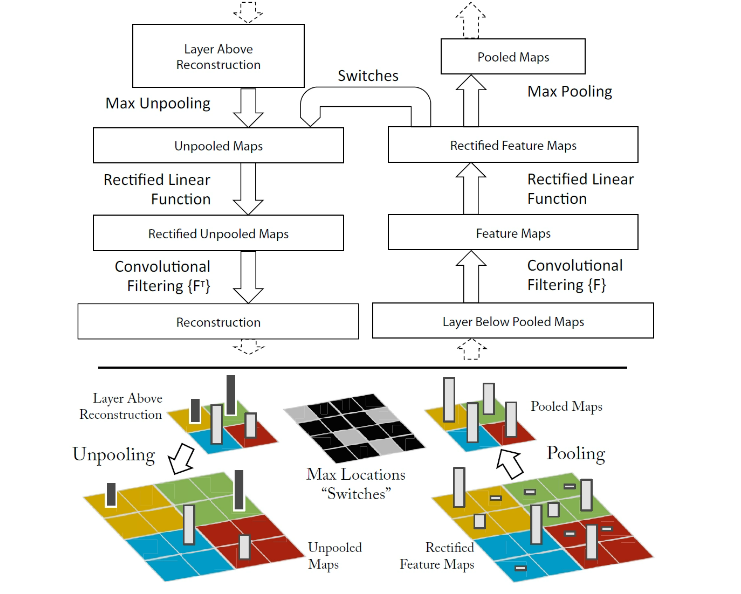 Layer Above
Reconstruction
Pooled Maps
Switches
Max Unpooling
Max Pooling
Unpooled Maps
Rectified Feature Maps
Rectified Linear
Function
Rectified Linear
Function
Rectified Unpooled Maps
Feature Maps
Convolutional
Filtering {Fᵀ}
Convolutional
Filtering {F}
Reconstruction
Layer Below Pooled Maps
Layer Above
Reconstruction
Pooled Maps
Unpooling
Max Locations
“Switches”
Pooling
Unpooled
Maps
Rectified
Feature Maps